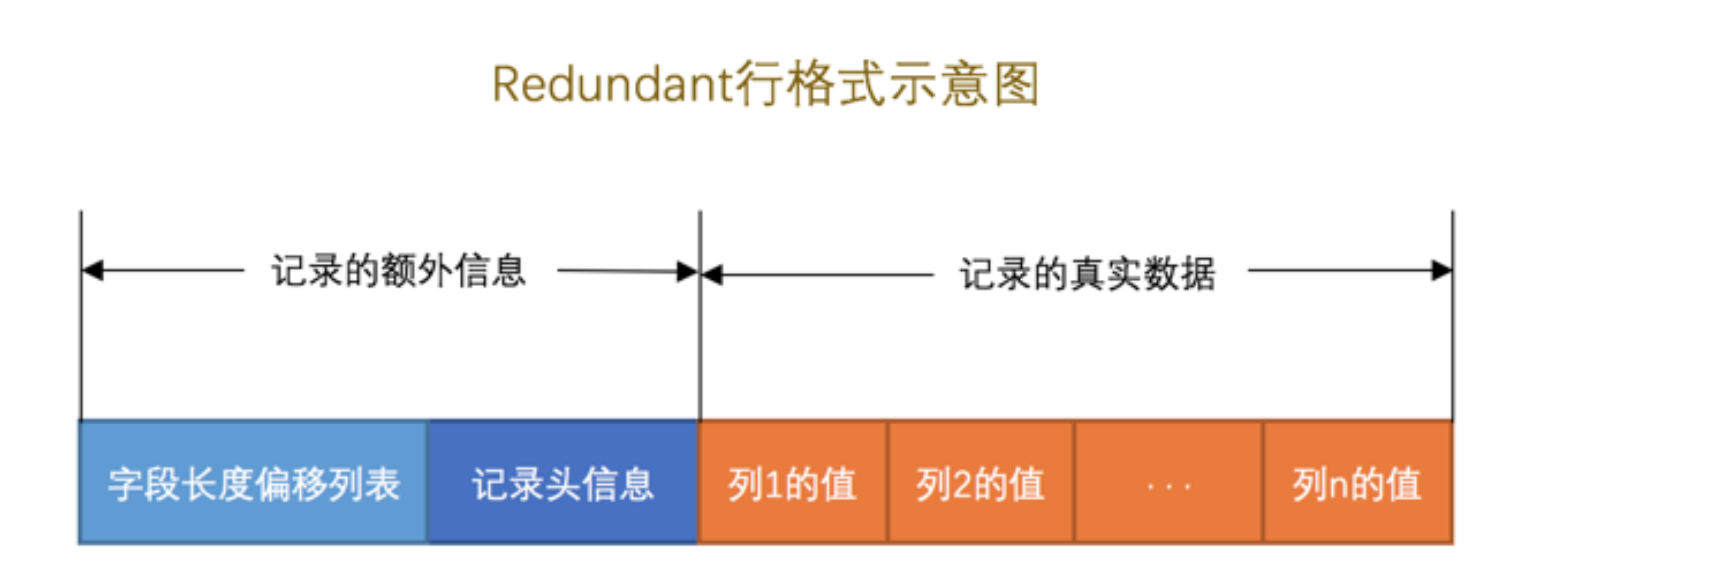 Redundant行格式示意图
记录的额外信息 记录的真实数据
字段长度偏移列表 记录头信息 列1的值 列2的值 ... 列n的值